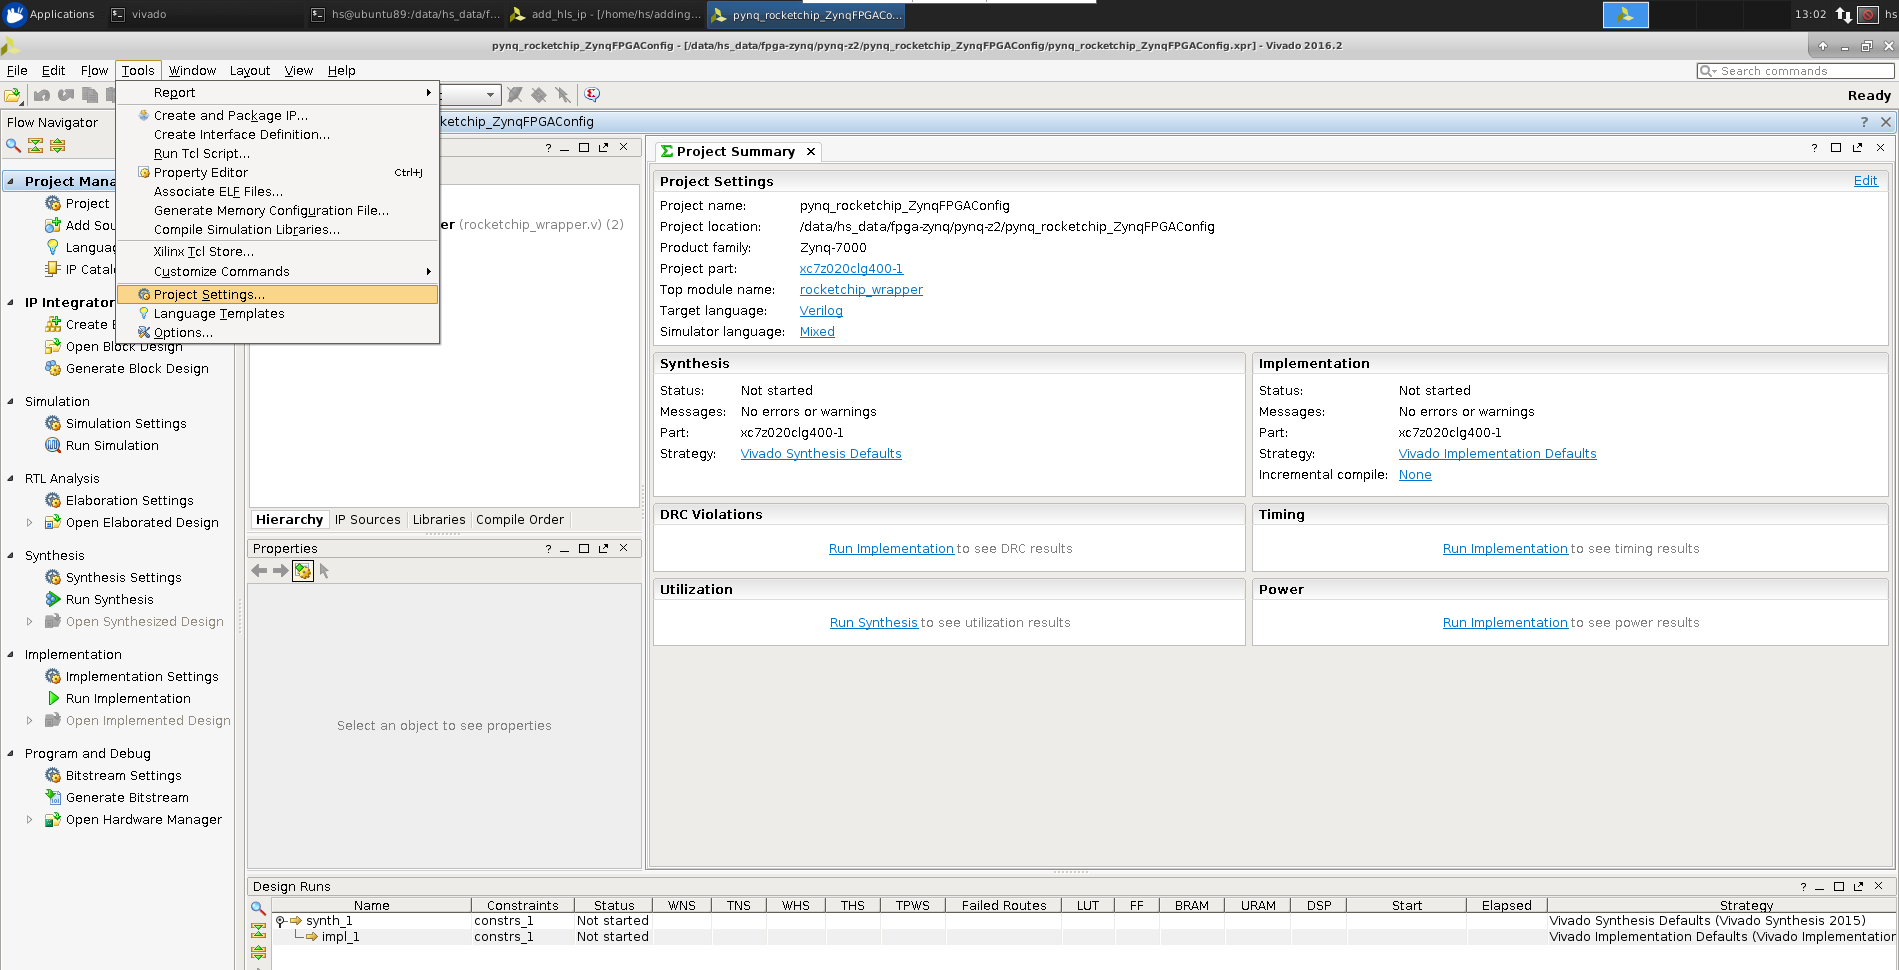 Applications
vivado
hs@ubuntu89:/data/hs_data/f...
add_hls_ip - [/home/hs/adding...
pynq_rocketchip_ZynqFPGACo...
13:02
hs
pynq_rocketchip_ZynqFPGAConfig - [/data/hs_data/fpga-zynq/pynq-z2/pynq_rocketchip_ZynqFPGAConfig/pynq_rocketchip_ZynqFPGAConfig.xpr] - Vivado 2016.2
File Edit Flow Tools Window Layout View Help
Search commands
Ready
Report
Create and Package IP...
Create Interface Definition...
Run Tcl Script...
Property Editor Ctrl+J
Associate ELF Files...
Generate Memory Configuration File...
Compile Simulation Libraries...
Xilinx Tcl Store...
Customize Commands
Project Settings...
Language Templates
Options...
Flow Navigator
Project Mana
Project
Add Sou
Languag
IP Catal
IP Integrator
Create B
Open Block Design
Generate Block Design
Simulation
Simulation Settings
Run Simulation
RTL Analysis
Elaboration Settings
Open Elaborated Design
Synthesis
Synthesis Settings
Run Synthesis
Open Synthesized Design
Implementation
Implementation Settings
Run Implementation
Open Implemented Design
Program and Debug
Bitstream Settings
Generate Bitstream
Open Hardware Manager
ketchip_ZynqFPGAConfig
er (rocketchip_wrapper.v) (2)
Hierarchy IP Sources Libraries Compile Order
Properties
Select an object to see properties
Project Summary
Project Settings Edit
Project name: pynq_rocketchip_ZynqFPGAConfig
Project location: /data/hs_data/fpga-zynq/pynq-z2/pynq_rocketchip_ZynqFPGAConfig
Product family: Zynq-7000
Project part: xc7z020clg400-1
Top module name: rocketchip_wrapper
Target language: Verilog
Simulator language: Mixed
Synthesis
Status: Not started
Messages: No errors or warnings
Part: xc7z020clg400-1
Strategy: Vivado Synthesis Defaults
Implementation
Status: Not started
Messages: No errors or warnings
Part: xc7z020clg400-1
Strategy: Vivado Implementation Defaults
Incremental compile: None
DRC Violations
Run Implementation to see DRC results
Timing
Run Implementation to see timing results
Utilization
Run Synthesis to see utilization results
Power
Run Implementation to see power results
Design Runs
Name Constraints Status WNS TNS WHS THS TPWS Failed Routes LUT FF BRAM URAM DSP Start Elapsed Strategy
synth_1 constrs_1 Not started Vivado Synthesis Defaults (Vivado Synthesis 2015)
impl_1 constrs_1 Not started Vivado Implementation Defaults (Vivado Implementation